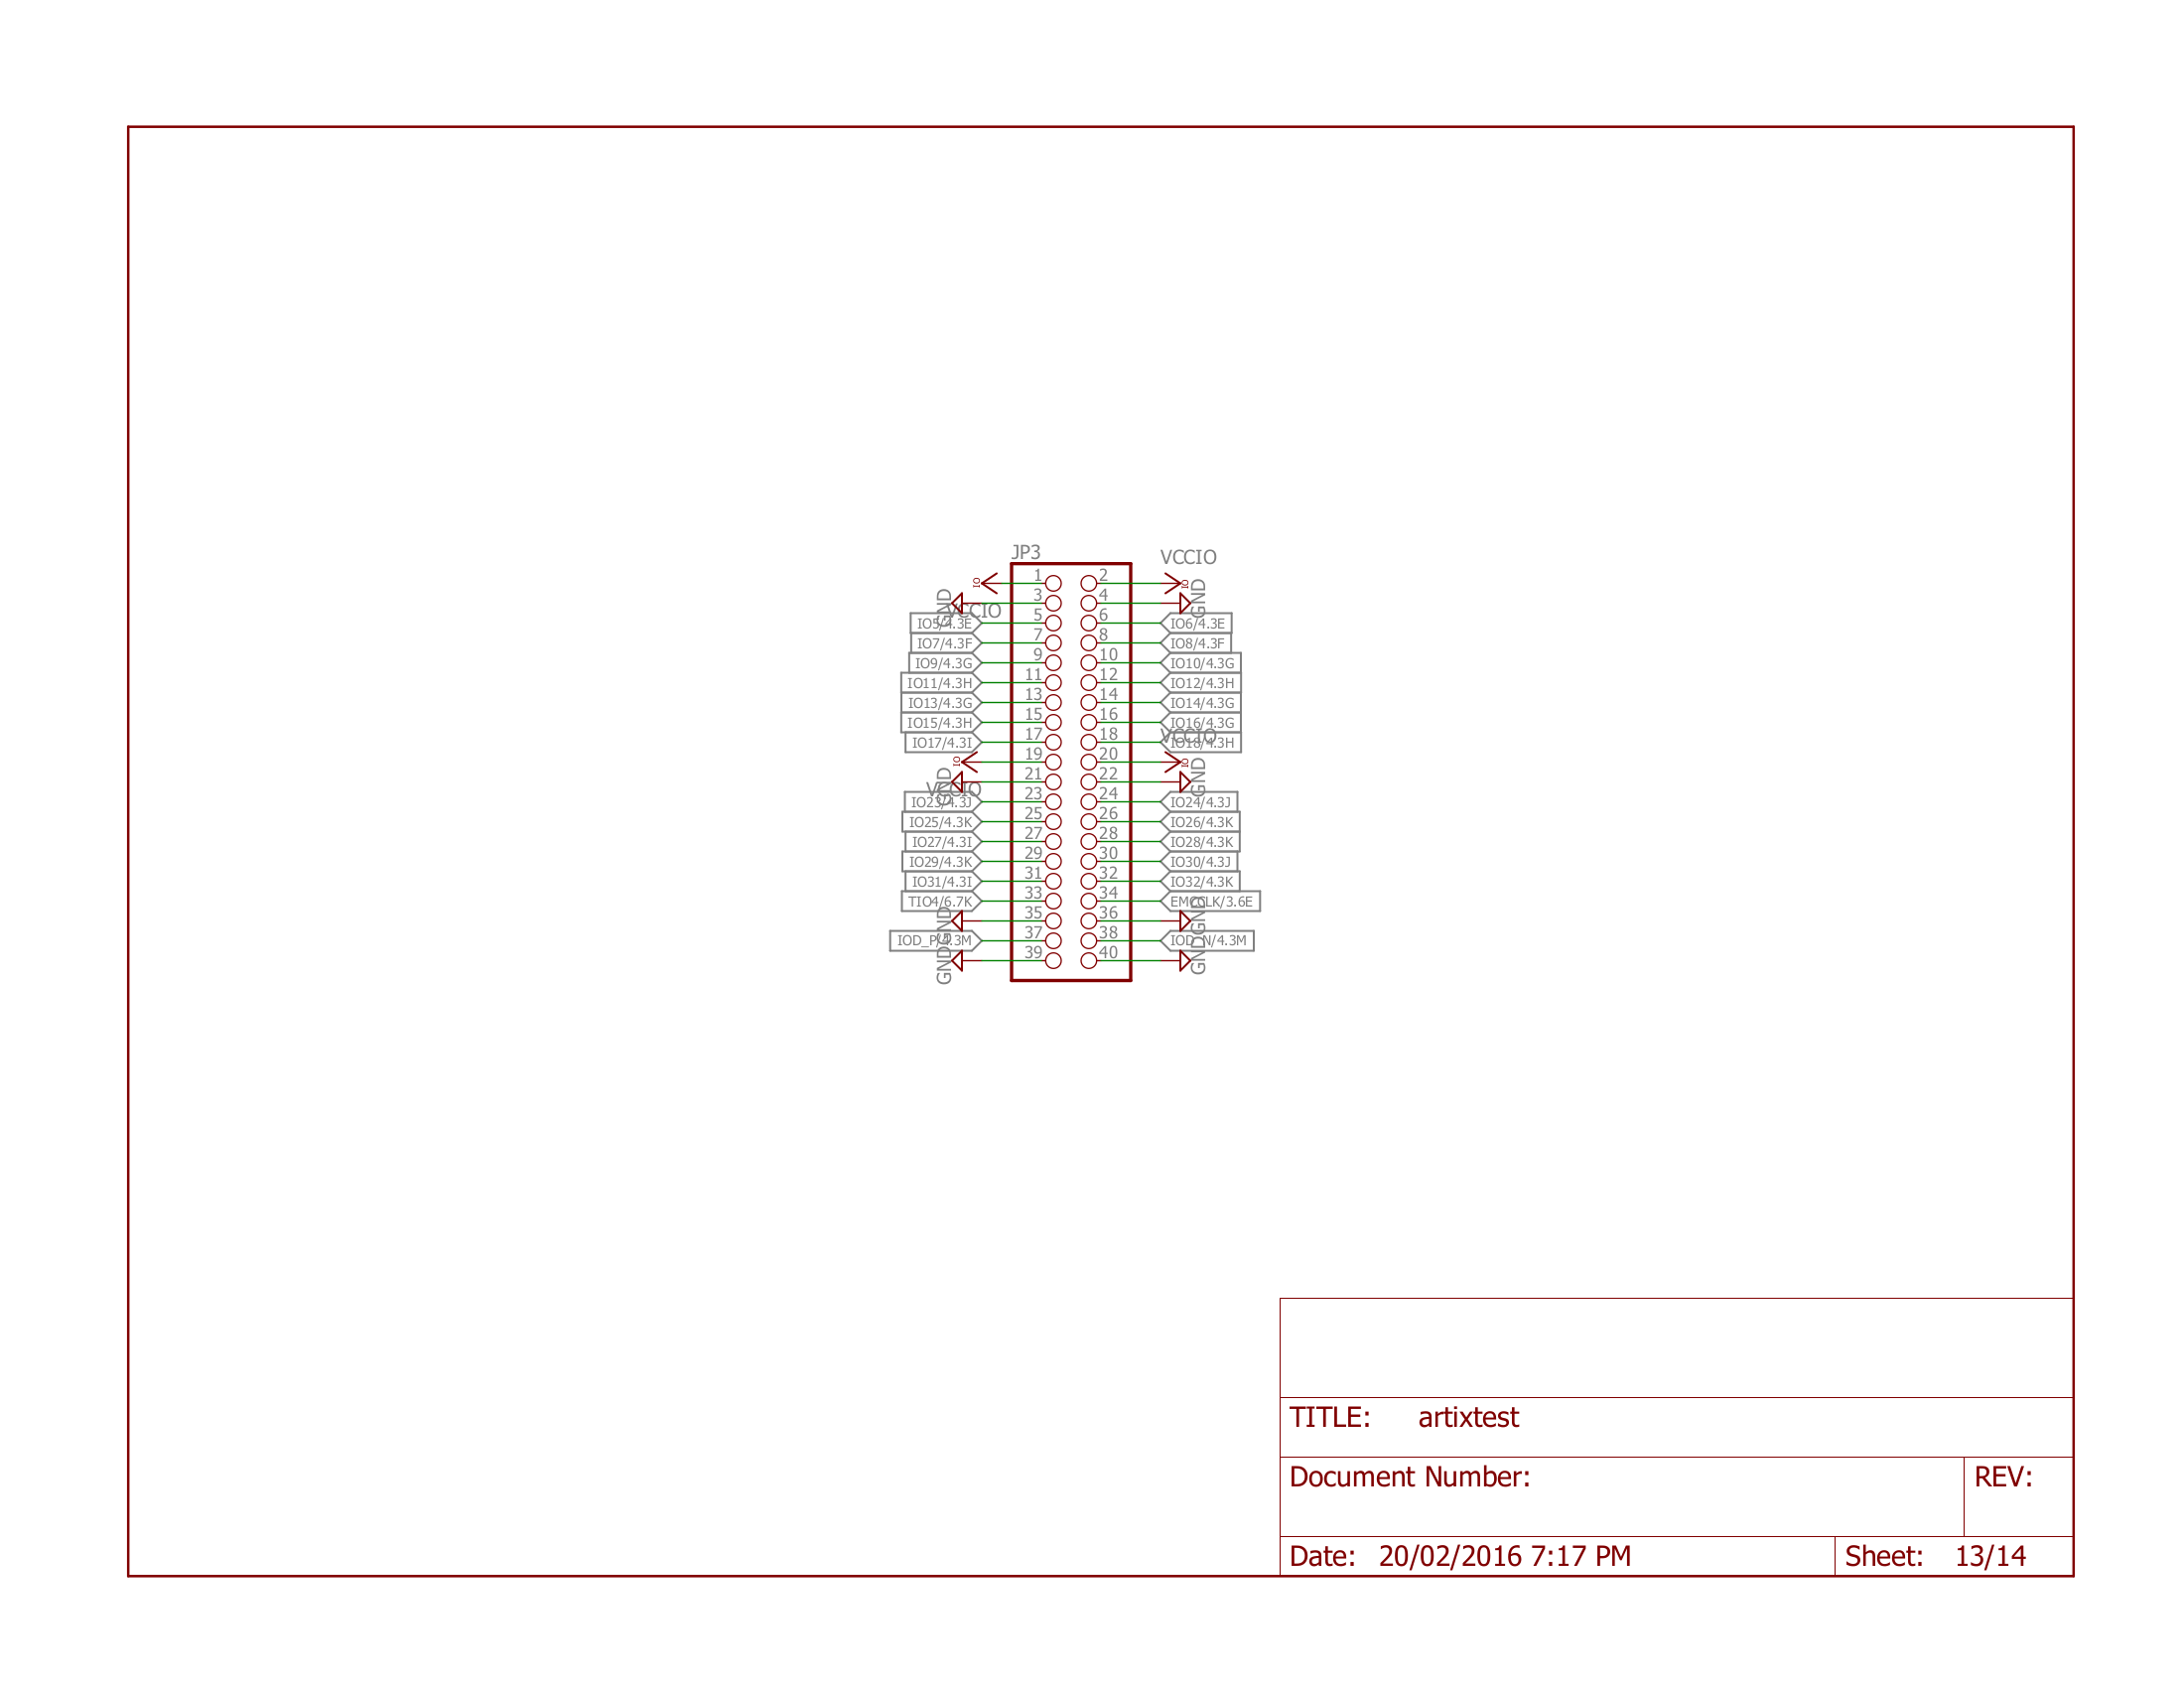 JP3
VCCIO
IO 1 2 IO
GND 3 4 GND
VCCIO
IO5/4.3E 5 6 IO6/4.3E
IO7/4.3F 7 8 IO8/4.3F
IO9/4.3G 9 10 IO10/4.3G
IO11/4.3H 11 12 IO12/4.3H
IO13/4.3G 13 14 IO14/4.3G
IO15/4.3H 15 16 IO16/4.3G
VCCIO
IO17/4.3I 17 18 IO18/4.3H
IO 19 20 IO
GND 21 22 GND
VCCIO
IO23/4.3J 23 24 IO24/4.3J
IO25/4.3K 25 26 IO26/4.3K
IO27/4.3I 27 28 IO28/4.3K
IO29/4.3K 29 30 IO30/4.3J
IO31/4.3I 31 32 IO32/4.3K
TIO4/6.7K 33 34 EMCCLK/3.6E
GND 35 36 GND
IOD_P/4.3M 37 38 IOD_N/4.3M
GND 39 40 GND
TITLE: artixtest
Document Number:
REV:
Date: 20/02/2016 7:17 PM
Sheet: 13/14